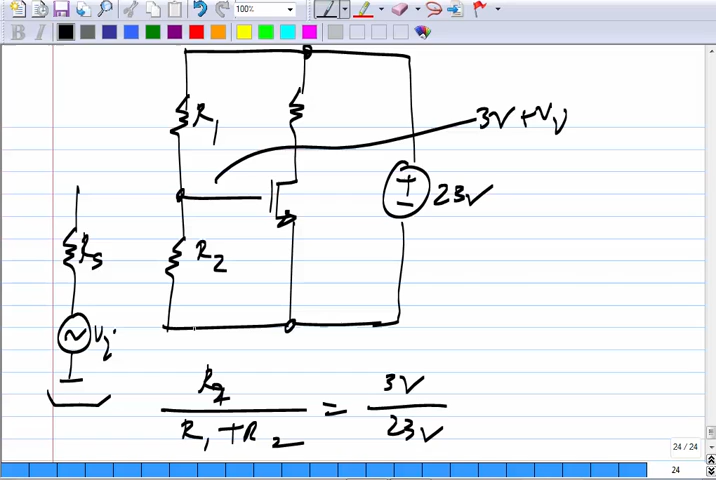 100%
B I U
R1
3V+Vi
23V
Rs
R2
Vi
R2 / R1 + R2 = 3V / 23V
24 / 24
24